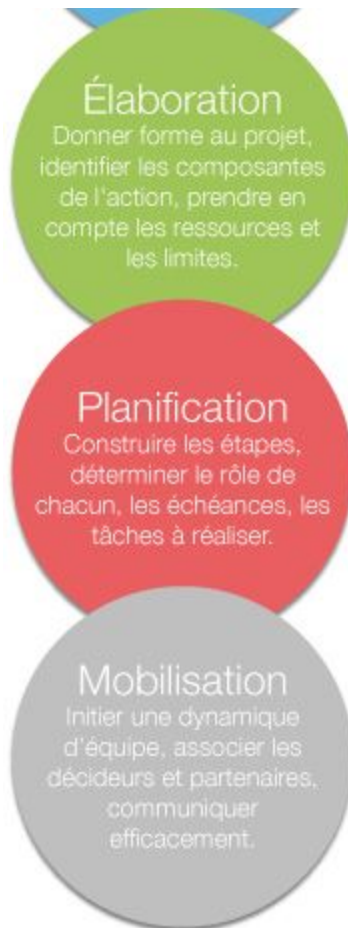 Élaboration
Donner forme au projet,
identifier les composantes
de l'action, prendre en
compte les ressources et
les limites.
Planification
Construire les étapes,
déterminer le rôle de
chacun, les échéances, les
tâches à réaliser.
Mobilisation
Initier une dynamique
d'équipe, associer les
décideurs et partenaires,
communiquer
efficacement.